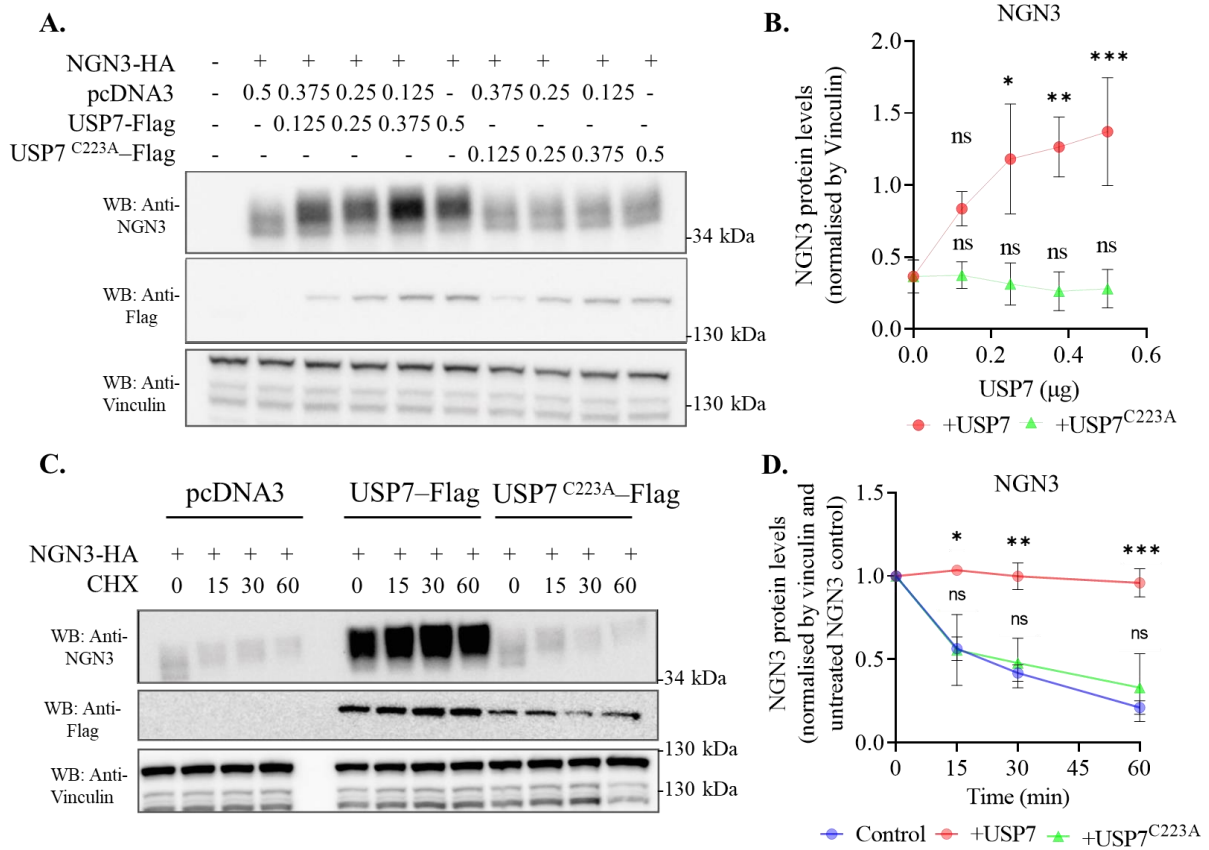 A.
NGN3-HA - + + + + + + + + +
pcDNA3 - 0.5 0.375 0.25 0.125 - 0.375 0.25 0.125 -
USP7-Flag - - 0.125 0.25 0.375 0.5 - - - -
USP7 C223A–Flag - - - - - - 0.125 0.25 0.375 0.5
WB: Anti-
NGN3
-34 kDa
WB: Anti-
Flag
-130 kDa
WB: Anti-
Vinculin
-130 kDa
B.
NGN3
NGN3 protein levels
(normalised by Vinculin)
2.0
1.5
1.0
0.5
0.0
ns * ** ***
ns ns ns ns
0.0 0.2 0.4 0.6
USP7 (µg)
+USP7 +USP7C223A
C.
pcDNA3 USP7–Flag USP7 C223A–Flag
NGN3-HA + + + + + + + + + + + +
CHX 0 15 30 60 0 15 30 60 0 15 30 60
WB: Anti-
NGN3
-34 kDa
WB: Anti-
Flag
-130 kDa
WB: Anti-
Vinculin
-130 kDa
D.
NGN3
NGN3 protein levels
(normalised by vinculin and
untreated NGN3 control)
1.5
1.0
0.5
0.0
* ** ***
ns ns ns
0 15 30 45 60
Time (min)
Control +USP7 +USP7C223A